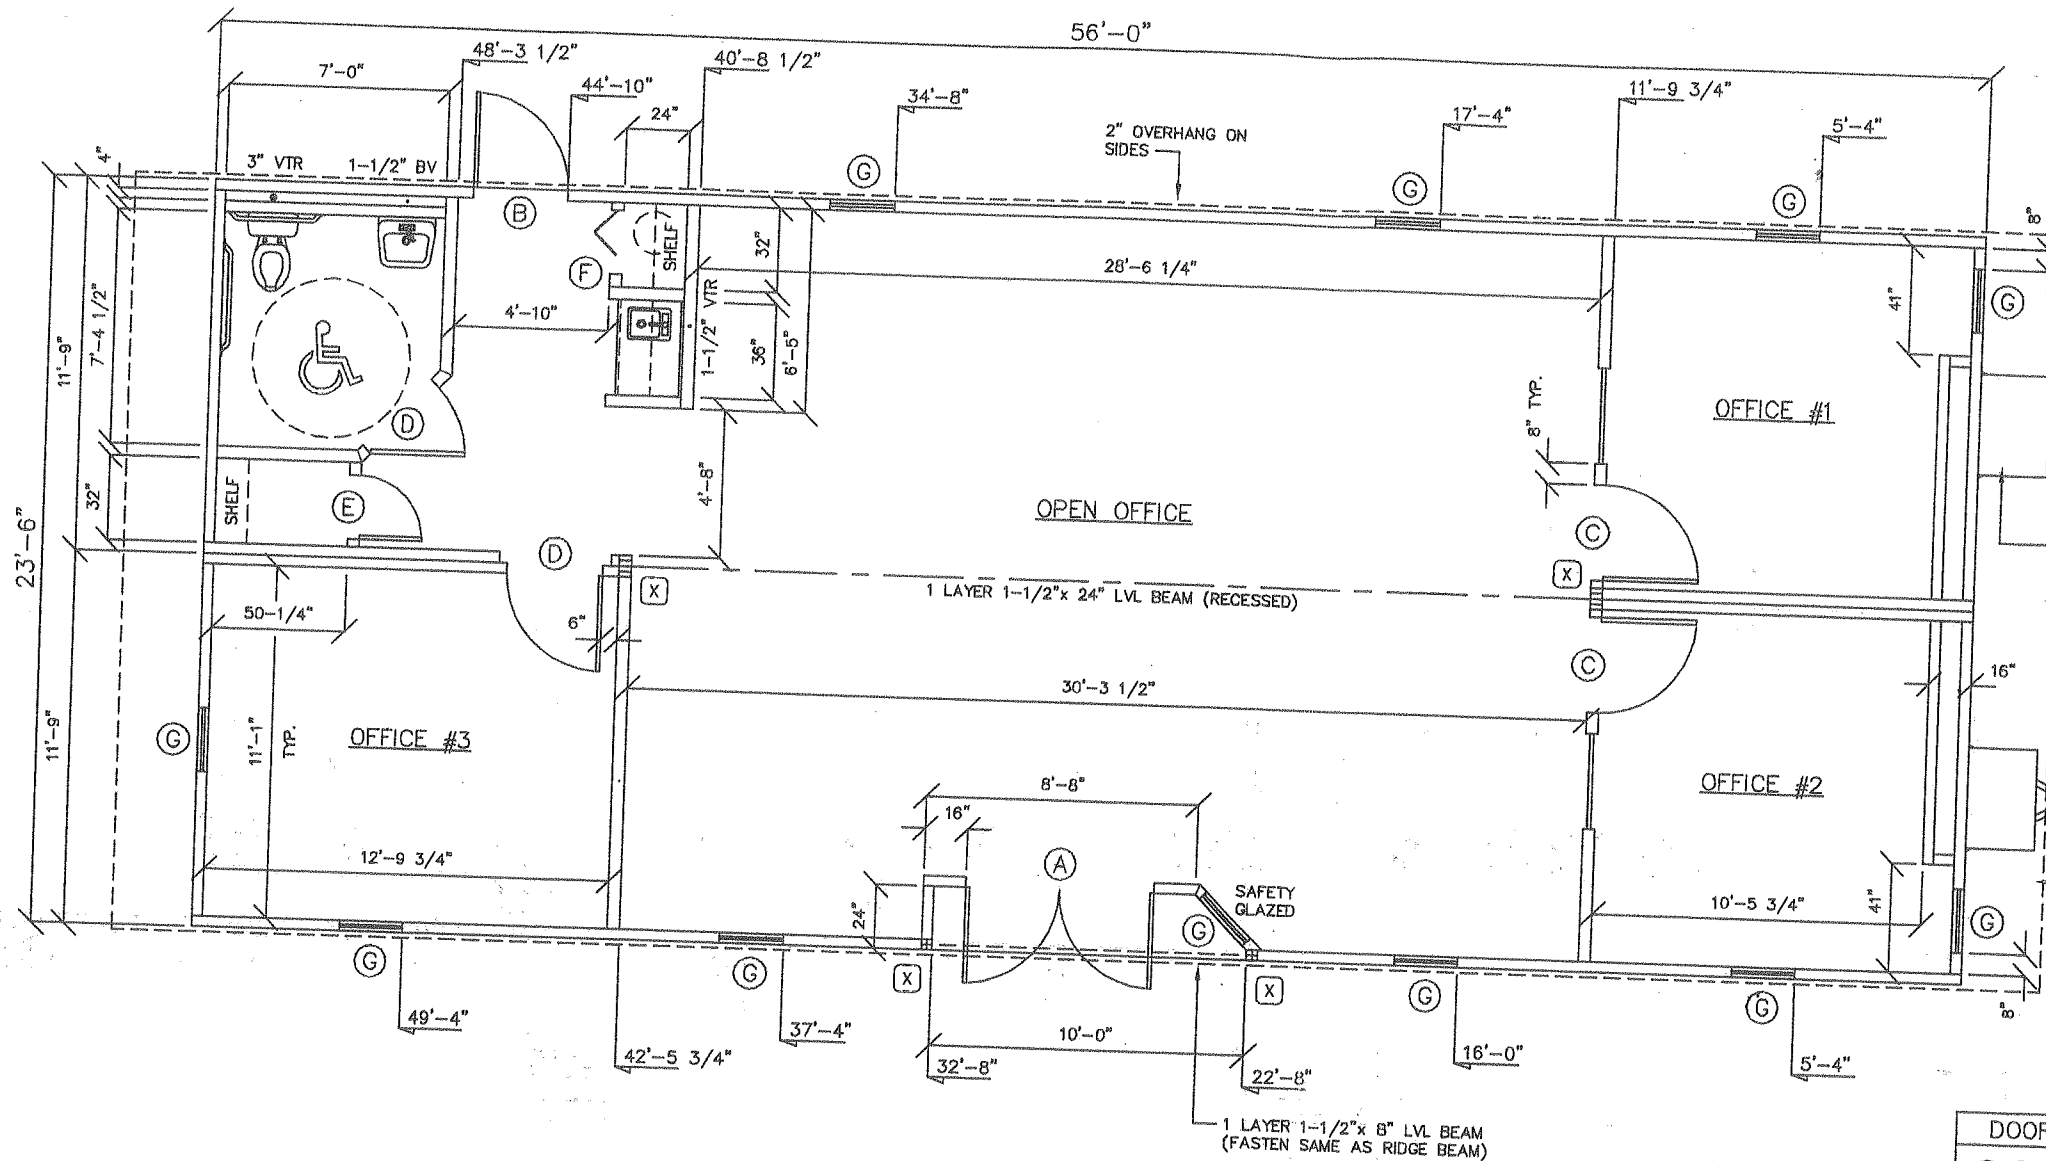 56'-0"
48'-3 1/2"
40'-8 1/2"
7'-0"
44'-10"
24"
34'-8"
11'-9 3/4"
17'-4"
5'-4"
2" OVERHANG ON
SIDES
4"
3" VTR
1-1/2" BV
G
G
G
B
8"
SHELF
32"
F
28'-6 1/4"
41"
G
4'-10"
1-1/2" VTR
36"
6'-5"
7'-4 1/2"
11'-9"
D
OFFICE #1
8" TYP.
4'-8"
32"
SHELF
E
OPEN OFFICE
C
23'-6"
D
X
X
1 LAYER 1-1/2"x 24" LVL BEAM (RECESSED)
50-1/4"
6"
C
16"
30'-3 1/2"
11'-9"
G
11'-1"
TYP.
OFFICE #3
8'-8"
OFFICE #2
16"
12'-9 3/4"
A
SAFETY
GLAZED
24"
G
10'-5 3/4"
41"
G
G
G
X
X
G
G
8"
49'-4"
37'-4"
10'-0"
42'-5 3/4"
32'-8"
22'-8"
16'-0"
5'-4"
1 LAYER 1-1/2"x 8" LVL BEAM
(FASTEN SAME AS RIDGE BEAM)